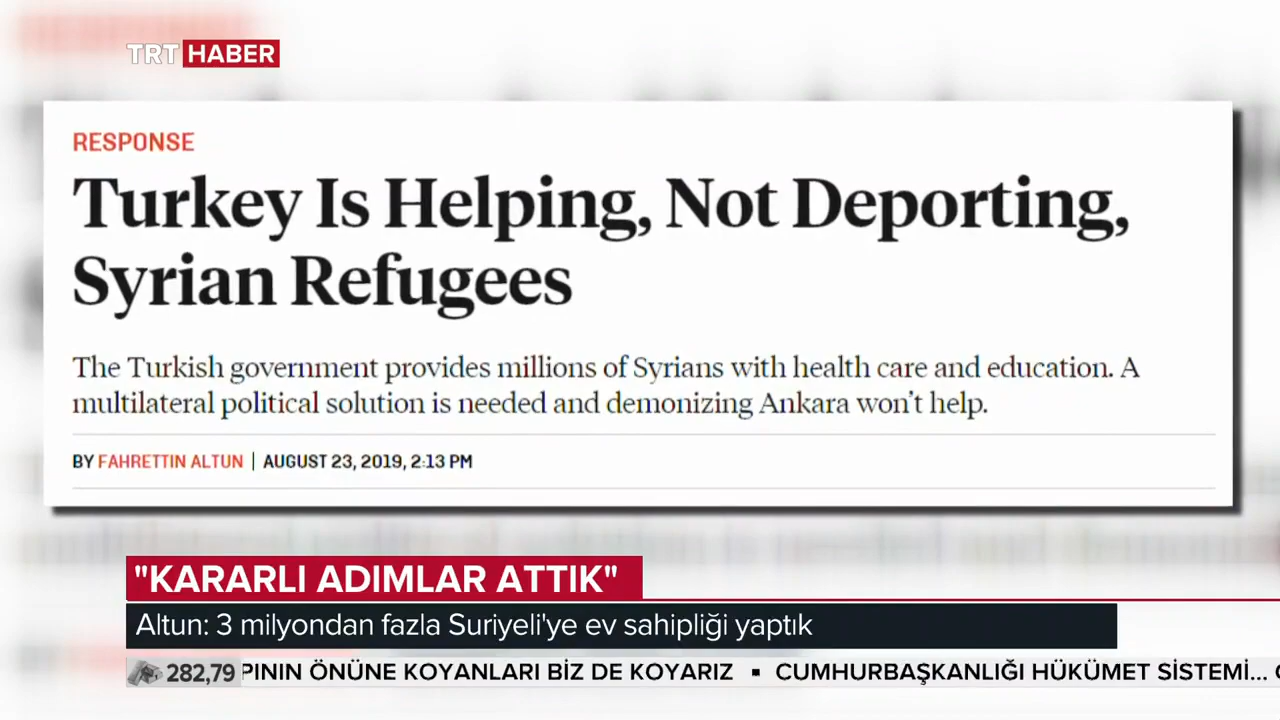 TRT HABER
RESPONSE
Turkey Is Helping, Not Deporting,
Syrian Refugees
The Turkish government provides millions of Syrians with health care and education. A
multilateral political solution is needed and demonizing Ankara won't help.
BY FAHRETTIN ALTUN | AUGUST 23, 2019, 2:13 PM
"KARARLI ADIMLAR ATTIK"
Altun: 3 milyondan fazla Suriyeli'ye ev sahipliği yaptık
282,79 PININ ÖNÜNE KOYANLARI BİZ DE KOYARIZ ▪ CUMHURBAŞKANLIĞI HÜKÜMET SİSTEMİ...